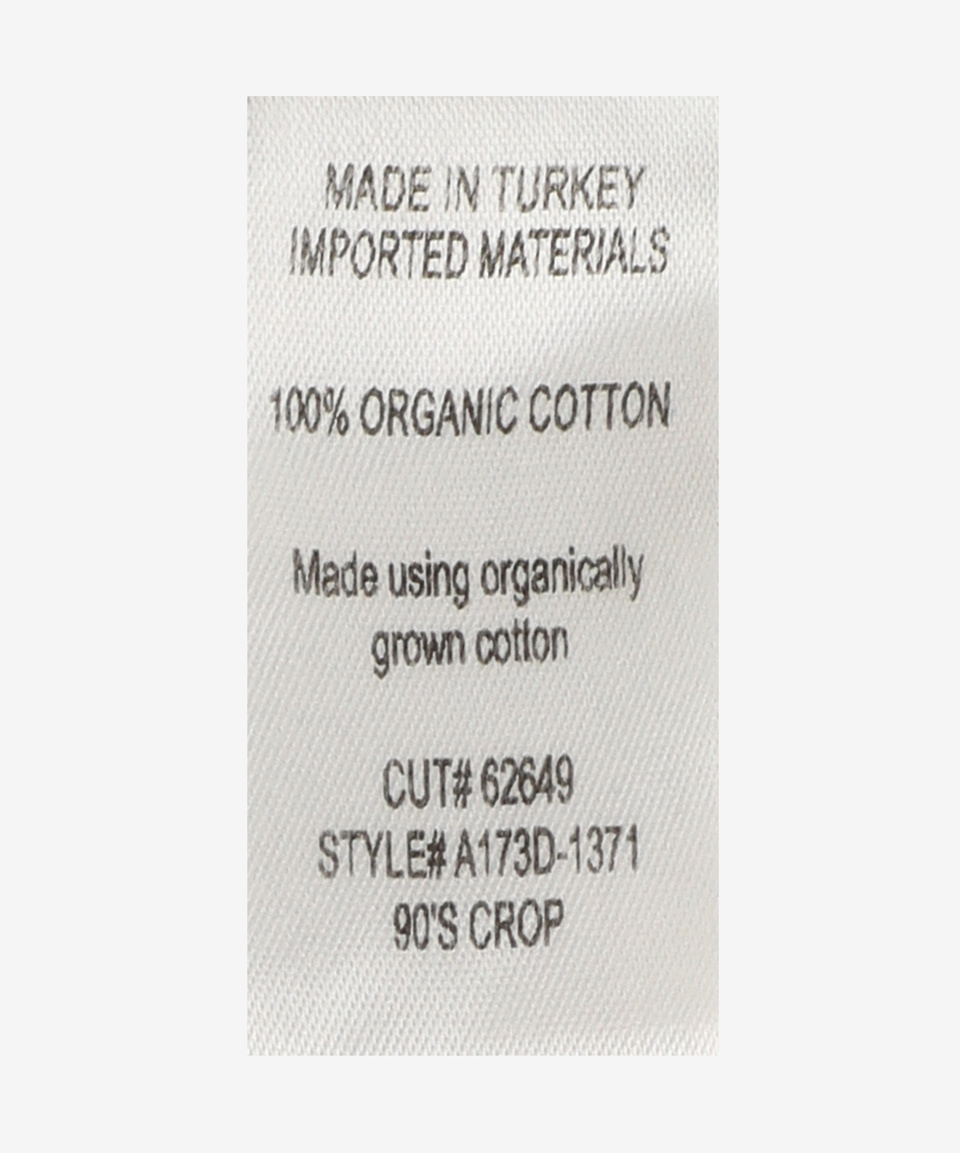 MADE IN TURKEY
IMPORTED MATERIALS
100% ORGANIC COTTON
Made using organically
grown cotton
CUT# 62649
STYLE# A173D-1371
90'S CROP